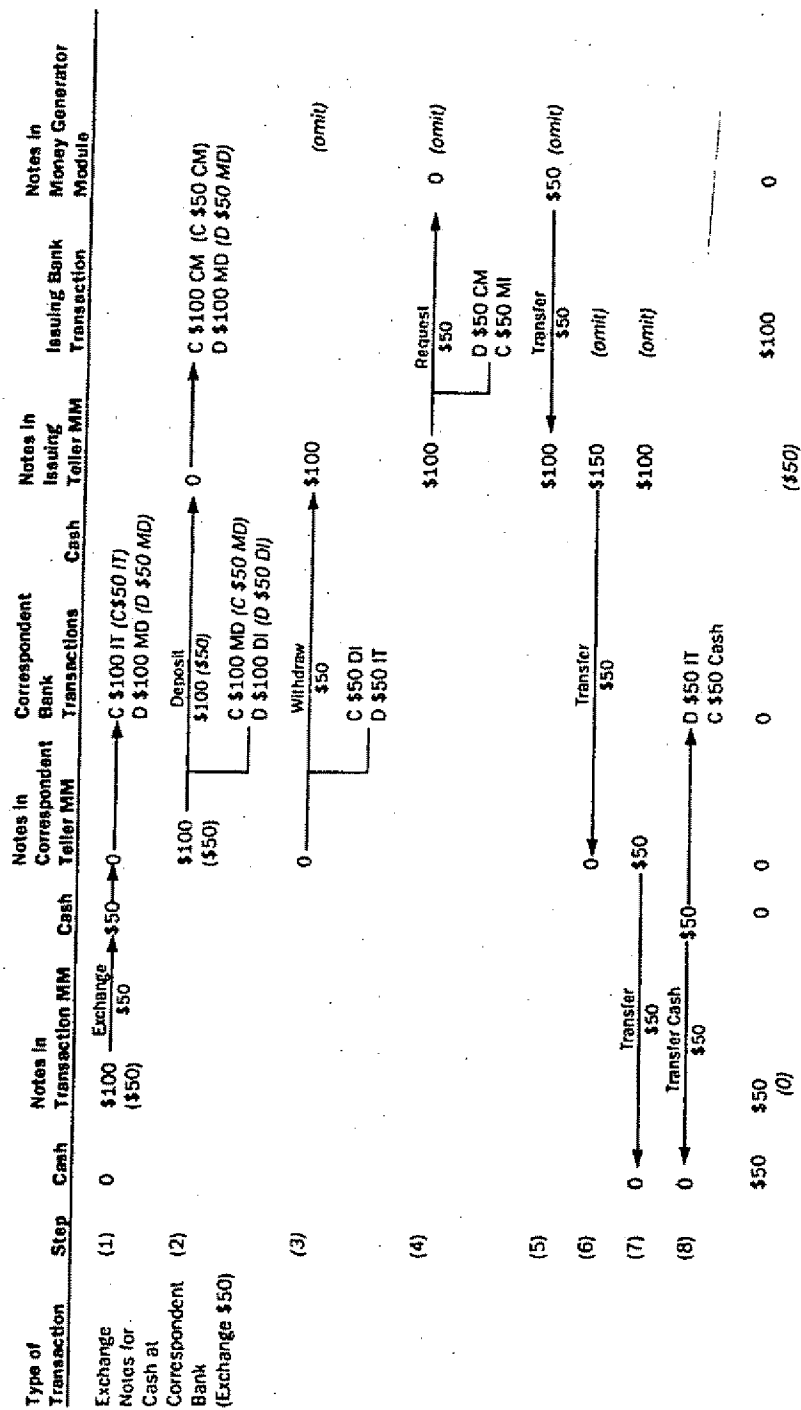 Notes in Correspondent Notes in Notes in
Type of Notes in Correspondent Bank Issuing Issuing Bank Money Generator
Transaction Step Cash Transaction MM Cash Teller MM Transactions Cash Teller MM Transaction Module
Exchange (1) 0 $100 Exchange $50 0 C $100 IT (C$50 IT)
Notes for ($50) $50 D $100 MD (D $50 MD)
Cash at
Correspondent (2) $100 Deposit 0 C $100 CM (C $50 CM)
Bank ($50) $100 ($50) D $100 MD (D $50 MD)
(Exchange $50)
C $100 MD (C $50 MD)
D $100 DI (D $50 DI)
(3) 0 Withdraw $100 (omit)
$50
C $50 DI
D $50 IT
(4) $100 Request 0 (omit)
$50
D $50 CM
C $50 MI
(5) $100 Transfer $50 (omit)
$50
(6) 0 Transfer $150 (omit)
$50
(7) 0 Transfer $50 $100 (omit)
$50
(8) 0 Transfer Cash $50 D $50 IT
$50 C $50 Cash
$50 $50 0 0 0 $100 0
(0) ($50)